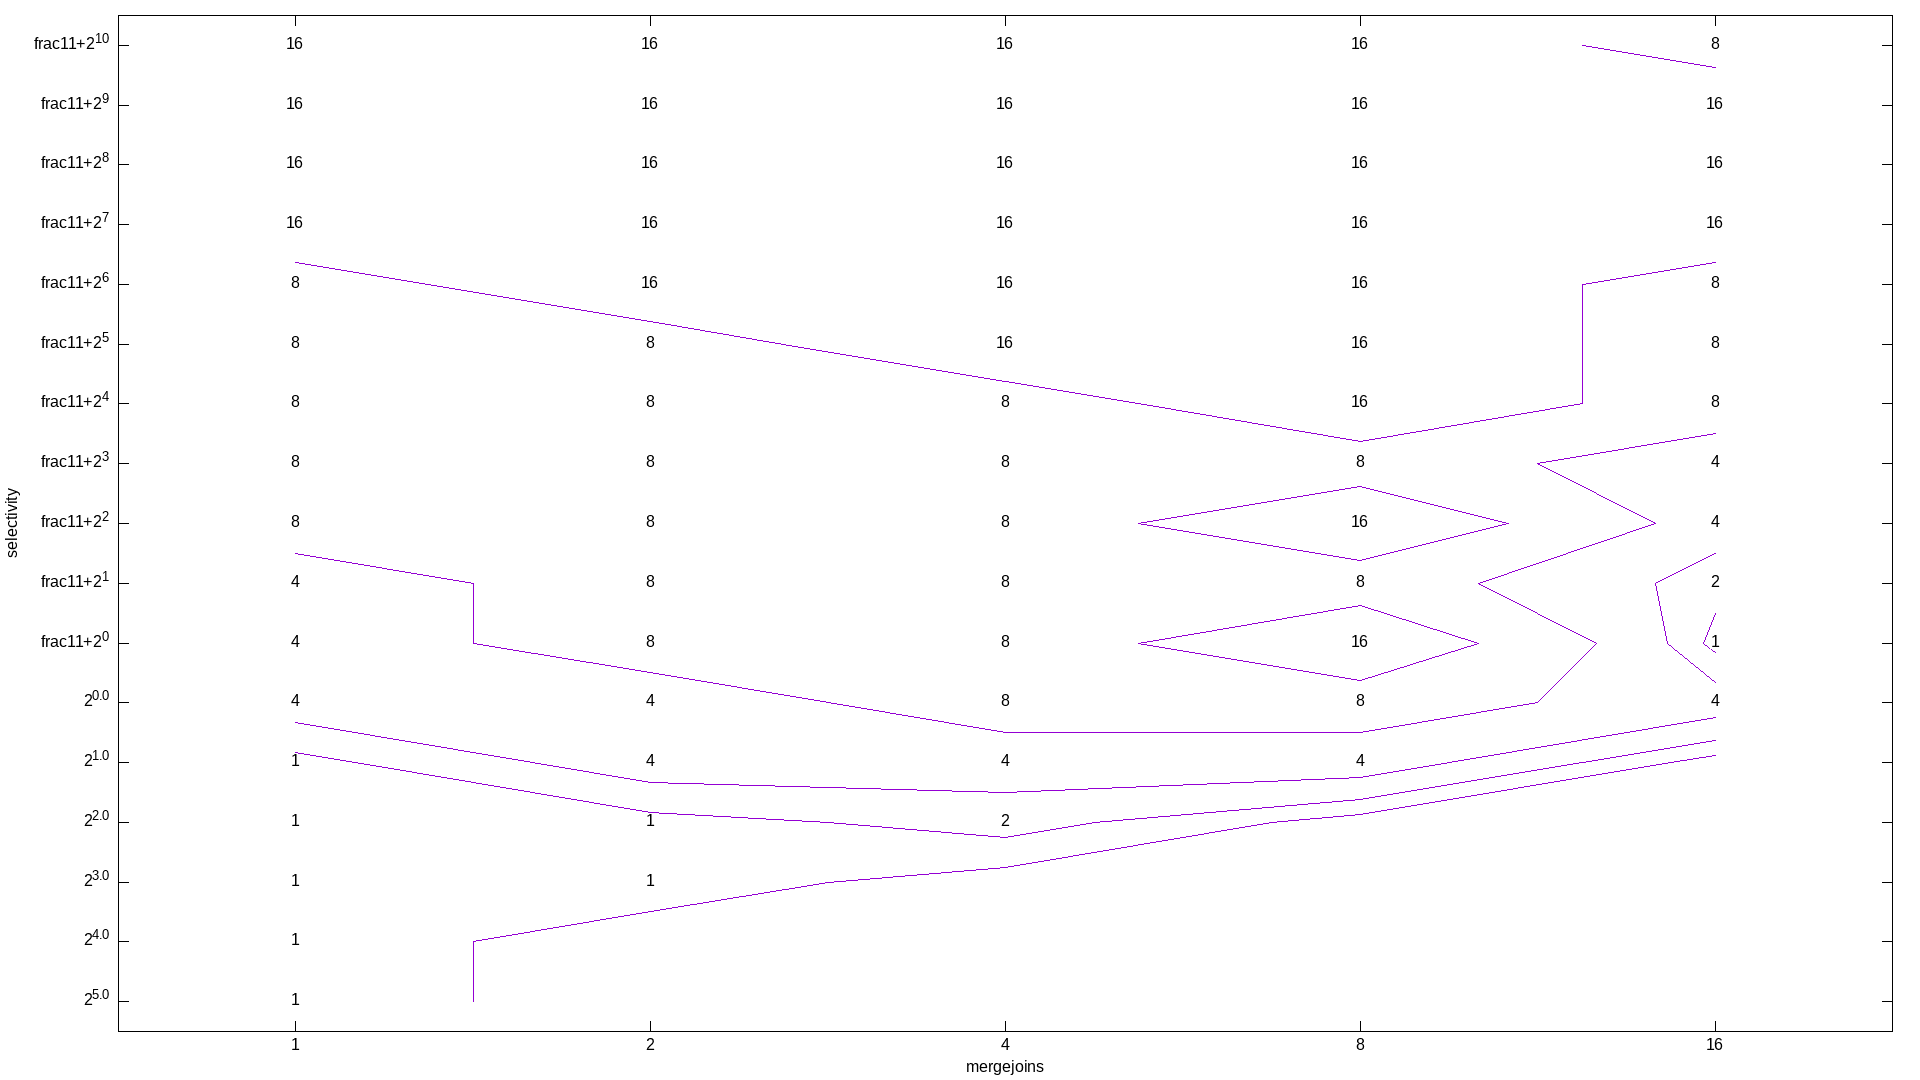 frac11+2^10 16 16 16 16 8
frac11+2^9 16 16 16 16 16
frac11+2^8 16 16 16 16 16
frac11+2^7 16 16 16 16 16
frac11+2^6 8 16 16 16 8
frac11+2^5 8 8 16 16 8
frac11+2^4 8 8 8 16 8
frac11+2^3 8 8 8 8 4
frac11+2^2 8 8 8 16 4
frac11+2^1 4 8 8 8 2
frac11+2^0 4 8 8 16 1
2^0.0 4 4 8 8 4
2^1.0 1 4 4 4
2^2.0 1 1 2
2^3.0 1 1
2^4.0 1
2^5.0 1
selectivity
1 2 4 8 16
mergejoins